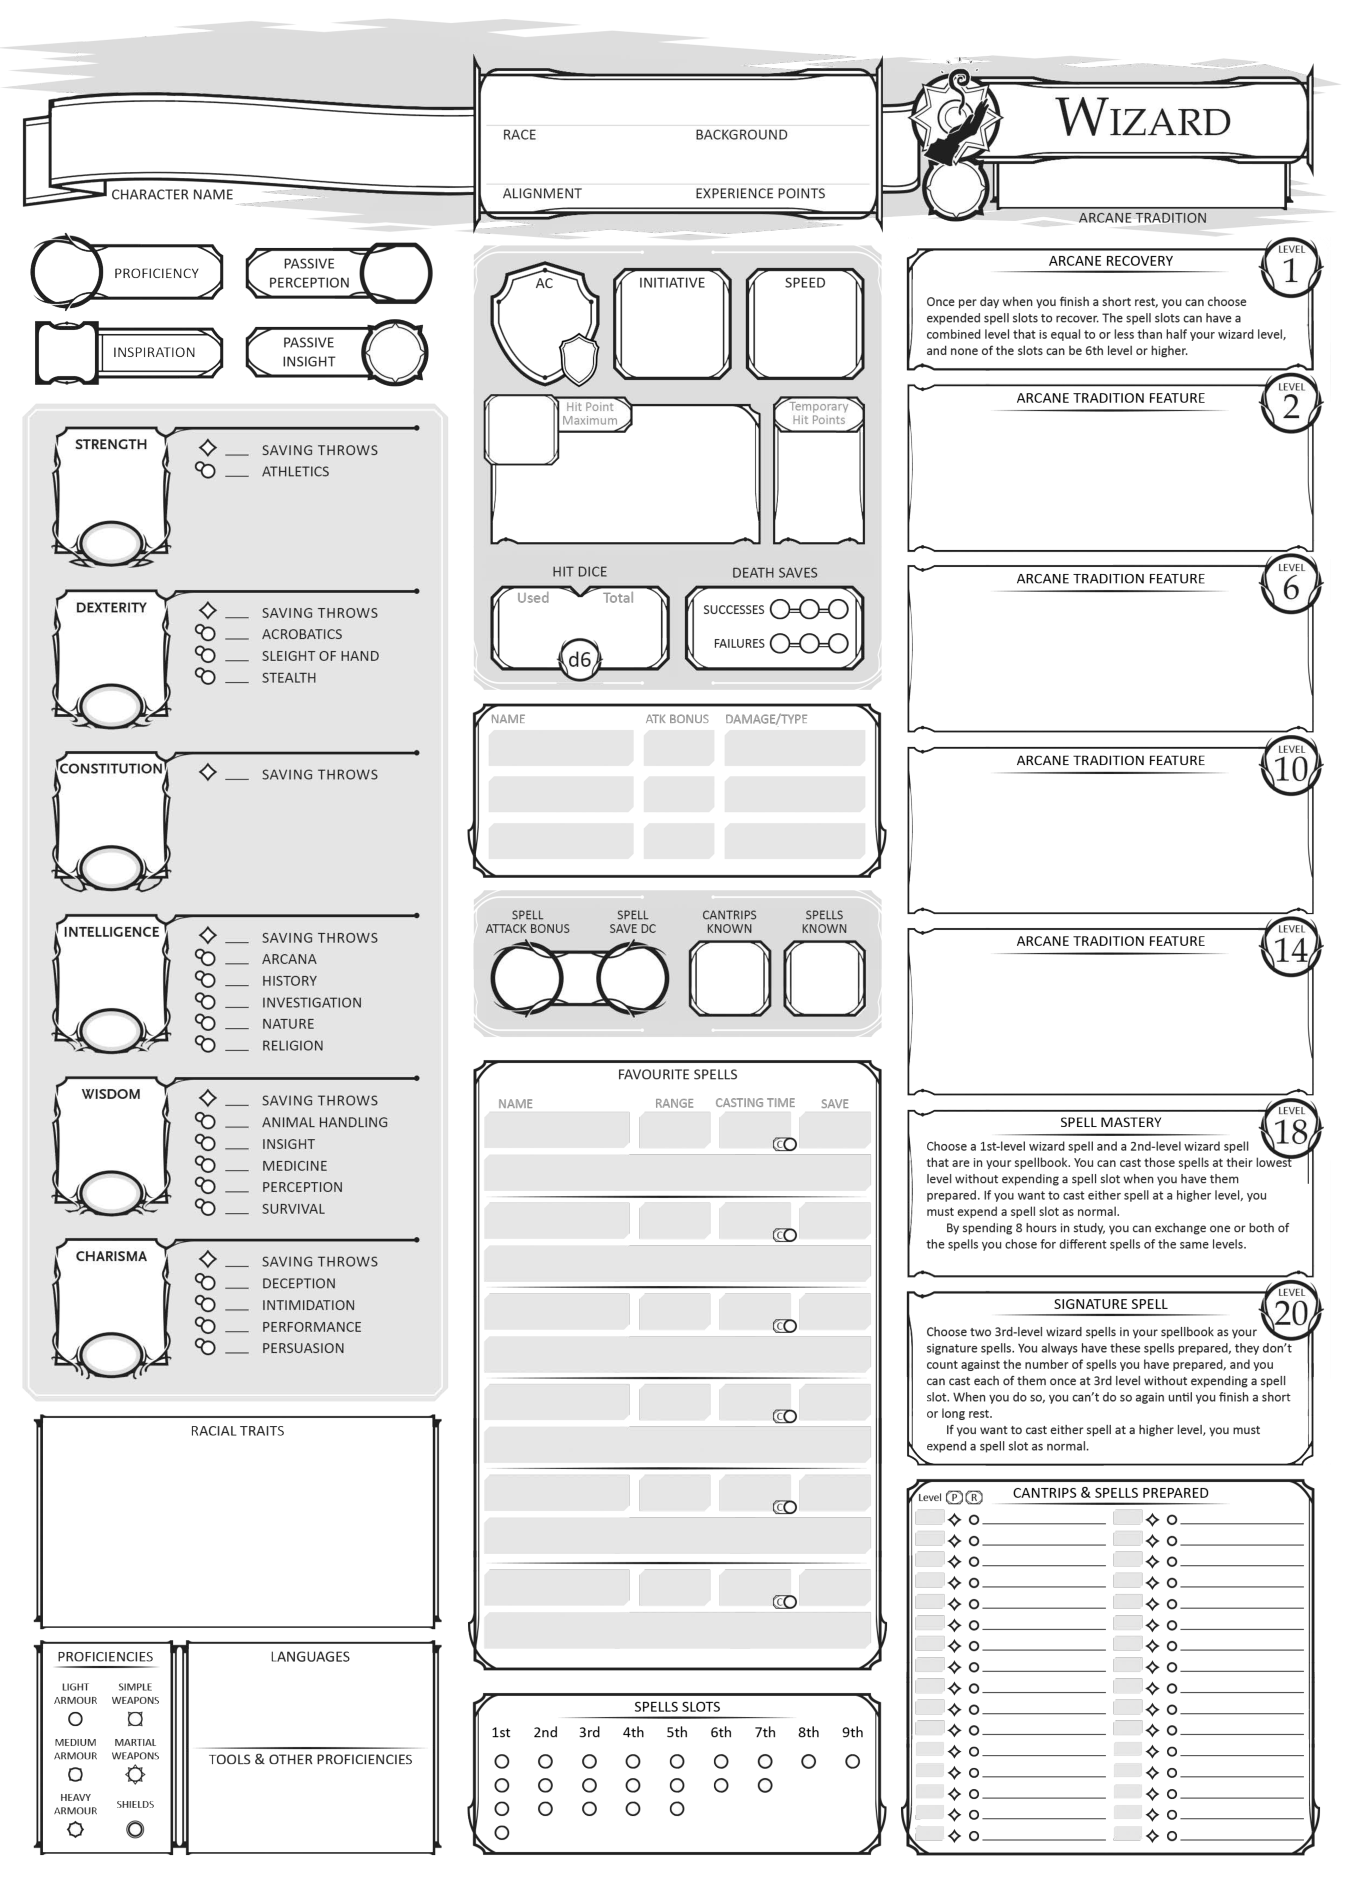 RACE
BACKGROUND
CHARACTER NAME
ALIGNMENT
EXPERIENCE POINTS
WIZARD
ARCANE TRADITION
PROFICIENCY
PASSIVE
PERCEPTION
INSPIRATION
PASSIVE
INSIGHT
STRENGTH
SAVING THROWS
ATHLETICS
DEXTERITY
SAVING THROWS
ACROBATICS
SLEIGHT OF HAND
STEALTH
CONSTITUTION
SAVING THROWS
INTELLIGENCE
SAVING THROWS
ARCANA
HISTORY
INVESTIGATION
NATURE
RELIGION
WISDOM
SAVING THROWS
ANIMAL HANDLING
INSIGHT
MEDICINE
PERCEPTION
SURVIVAL
CHARISMA
SAVING THROWS
DECEPTION
INTIMIDATION
PERFORMANCE
PERSUASION
RACIAL TRAITS
PROFICIENCIES
LIGHT
ARMOUR
SIMPLE
WEAPONS
MEDIUM
ARMOUR
MARTIAL
WEAPONS
HEAVY
ARMOUR
SHIELDS
LANGUAGES
TOOLS & OTHER PROFICIENCIES
AC
INITIATIVE
SPEED
Hit Point
Maximum
Temporary
Hit Points
HIT DICE
Used
Total
d6
DEATH SAVES
SUCCESSES
FAILURES
NAME
ATK BONUS
DAMAGE/TYPE
SPELL
ATTACK BONUS
SPELL
SAVE DC
CANTRIPS
KNOWN
SPELLS
KNOWN
FAVOURITE SPELLS
NAME
RANGE
CASTING TIME
SAVE
C
C
C
C
C
C
SPELLS SLOTS
1st 2nd 3rd 4th 5th 6th 7th 8th 9th
ARCANE RECOVERY
LEVEL
1
Once per day when you finish a short rest, you can choose
expended spell slots to recover. The spell slots can have a
combined level that is equal to or less than half your wizard level,
and none of the slots can be 6th level or higher.
ARCANE TRADITION FEATURE
LEVEL
2
ARCANE TRADITION FEATURE
LEVEL
6
ARCANE TRADITION FEATURE
LEVEL
10
ARCANE TRADITION FEATURE
LEVEL
14
SPELL MASTERY
LEVEL
18
Choose a 1st-level wizard spell and a 2nd-level wizard spell
that are in your spellbook. You can cast those spells at their lowest
level without expending a spell slot when you have them
prepared. If you want to cast either spell at a higher level, you
must expend a spell slot as normal.
By spending 8 hours in study, you can exchange one or both of
the spells you chose for different spells of the same levels.
SIGNATURE SPELL
LEVEL
20
Choose two 3rd-level wizard spells in your spellbook as your
signature spells. You always have these spells prepared, they don't
count against the number of spells you have prepared, and you
can cast each of them once at 3rd level without expending a spell
slot. When you do so, you can't do so again until you finish a short
or long rest.
If you want to cast either spell at a higher level, you must
expend a spell slot as normal.
Level P R
CANTRIPS & SPELLS PREPARED